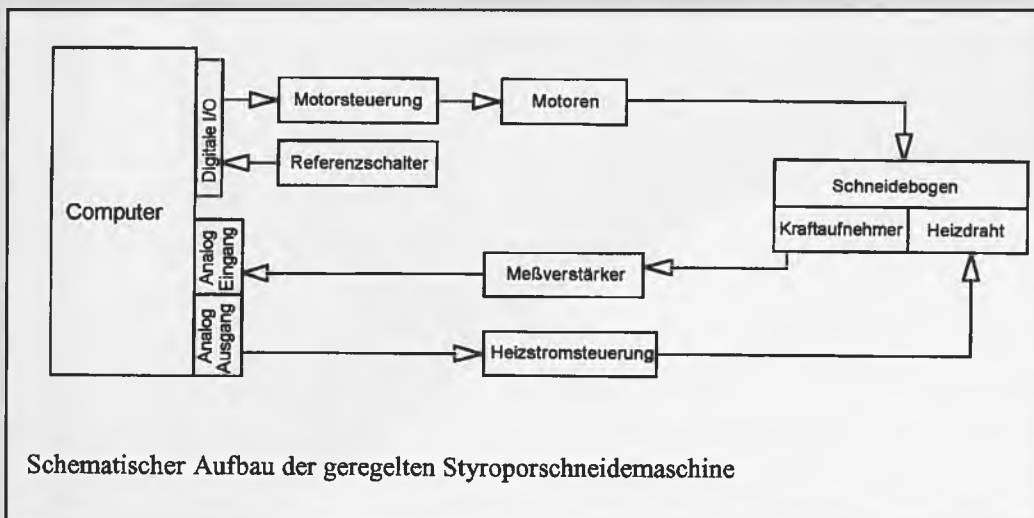 Digitale I/O
Motorsteuerung
Motoren
Referenzschalter
Schneidebogen
Computer
Kraftaufnehmer
Heizdraht
Analog
Eingang
Meßverstärker
Analog
Ausgang
Heizstromsteuerung
Schematischer Aufbau der geregelten Styroporschneidemaschine